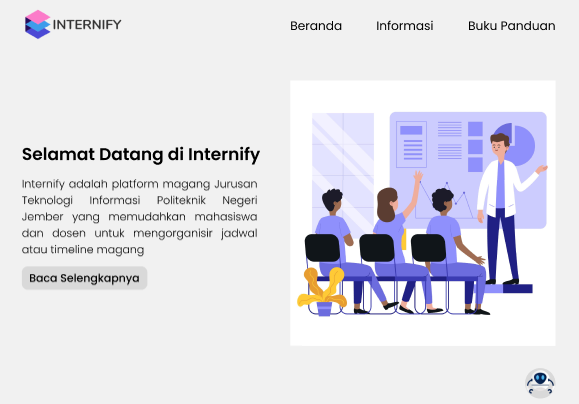 INTERNIFY
Beranda
Informasi
Buku Panduan
Selamat Datang di Internify
Internify adalah platform magang Jurusan
Teknologi Informasi Politeknik Negeri
Jember yang memudahkan mahasiswa
dan dosen untuk mengorganisir jadwal
atau timeline magang
Baca Selengkapnya